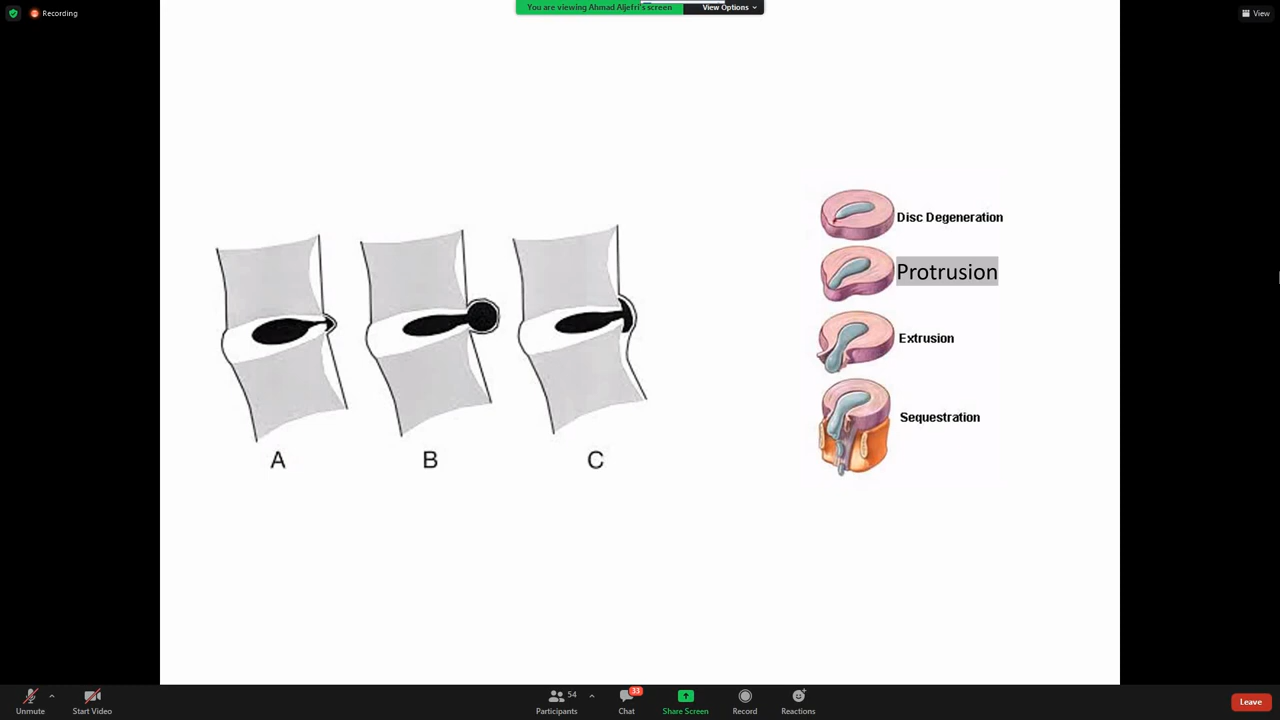 Recording
You are viewing Ahmad Aljefri's screen
View Options
View
Disc Degeneration
Protrusion
Extrusion
Sequestration
A
B
C
Unmute
Start Video
54
Participants
33
Chat
Share Screen
Record
Reactions
Leave